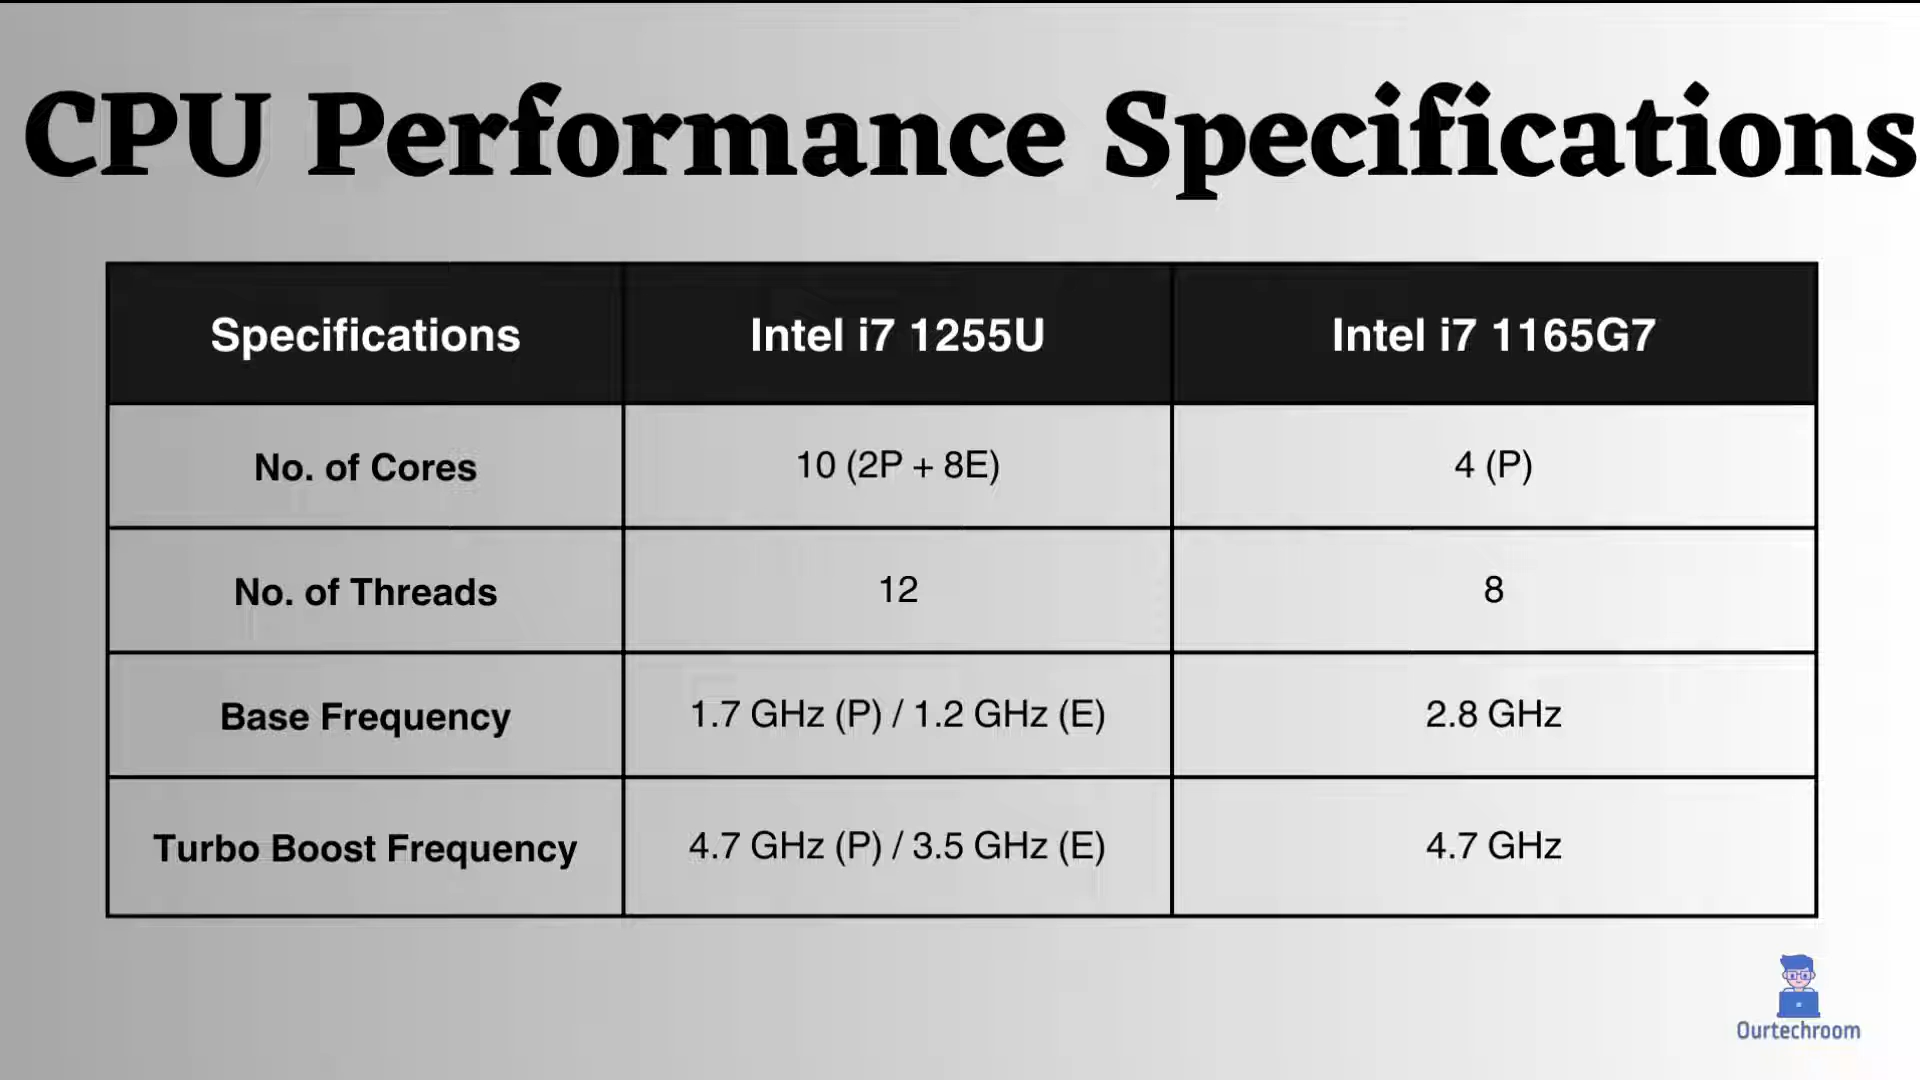 CPU Performance Specifications
Specifications Intel i7 1255U Intel i7 1165G7
No. of Cores 10 (2P + 8E) 4 (P)
No. of Threads 12 8
Base Frequency 1.7 GHz (P) / 1.2 GHz (E) 2.8 GHz
Turbo Boost Frequency 4.7 GHz (P) / 3.5 GHz (E) 4.7 GHz
Ourtechroom